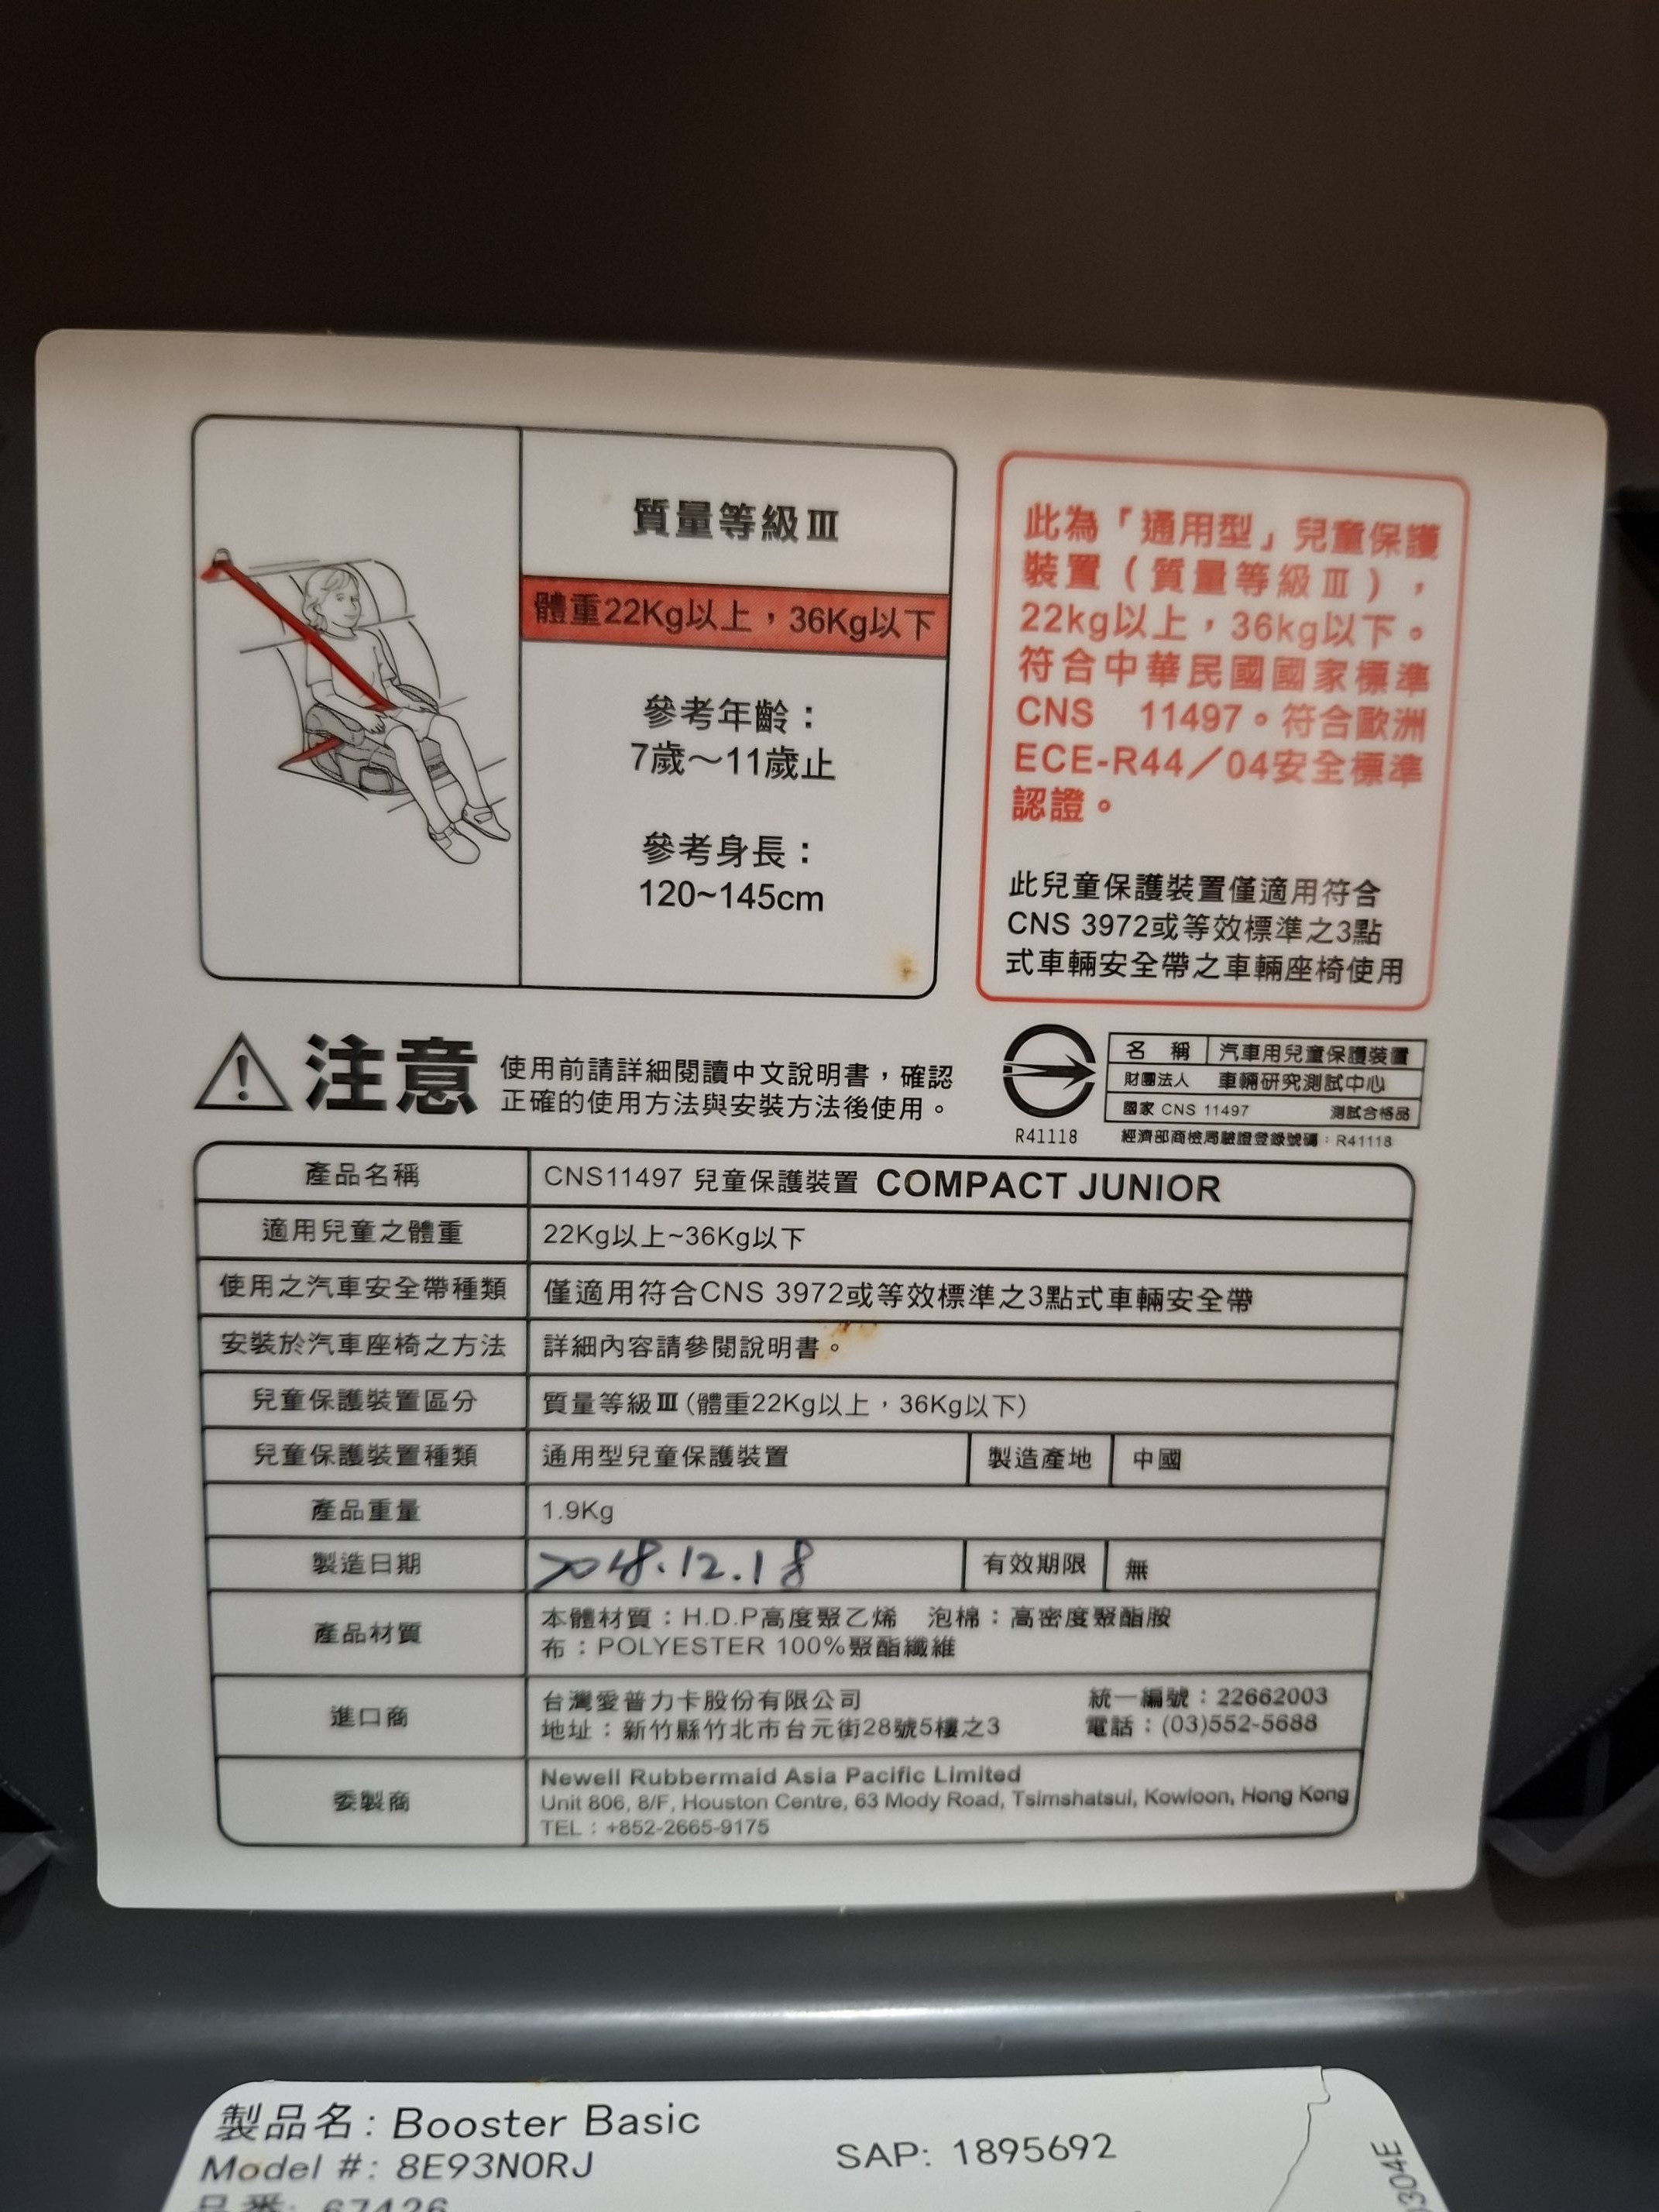 質量等級Ⅲ
體重22Kg以上，36Kg以下
參考年齡：
7歲～11歲止
參考身長：
120~145cm
此為「通用型」兒童保護
裝置（質量等級Ⅲ），
22kg以上，36kg以下。
符合中華民國國家標準
CNS 11497。符合歐洲
ECE-R44／04安全標準
認證。
此兒童保護裝置僅適用符合
CNS 3972或等效標準之3點
式車輛安全帶之車輛座椅使用
注意
使用前請詳細閱讀中文說明書，確認
正確的使用方法與安裝方法後使用。
R41118
名 稱 汽車用兒童保護裝置
財團法人 車輛研究測試中心
國家 CNS 11497 測試合格品
經濟部商檢局驗證登錄號碼：R41118
產品名稱 CNS11497 兒童保護裝置 COMPACT JUNIOR
適用兒童之體重 22Kg以上~36Kg以下
使用之汽車安全帶種類 僅適用符合CNS 3972或等效標準之3點式車輛安全帶
安裝於汽車座椅之方法 詳細內容請參閱說明書。
兒童保護裝置區分 質量等級Ⅲ(體重22Kg以上，36Kg以下)
兒童保護裝置種類 通用型兒童保護裝置 製造產地 中國
產品重量 1.9Kg
製造日期 2018.12.18 有效期限 無
產品材質 本體材質：H.D.P高度聚乙烯 泡棉：高密度聚酯胺
布：POLYESTER 100%聚酯纖維
進口商 台灣愛普力卡股份有限公司 統一編號：22662003
地址：新竹縣竹北市台元街28號5樓之3 電話：(03)552-5688
委製商 Newell Rubbermaid Asia Pacific Limited
Unit 806, 8/F, Houston Centre, 63 Mody Road, Tsimshatsui, Kowloon, Hong Kong
TEL：+852-2665-9175
製品名: Booster Basic
Model #: 8E93N0RJ SAP: 1895692
品番: 67426